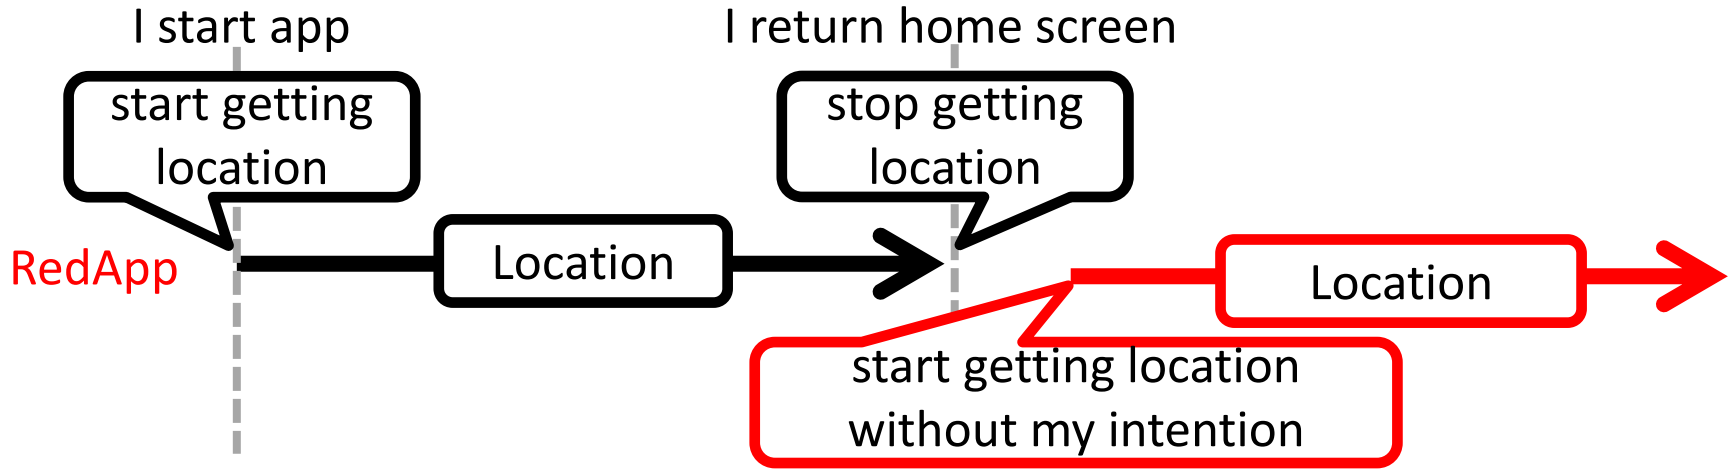 I start app
I return home screen
start getting
location
stop getting
location
RedApp
Location
Location
start getting location
without my intention